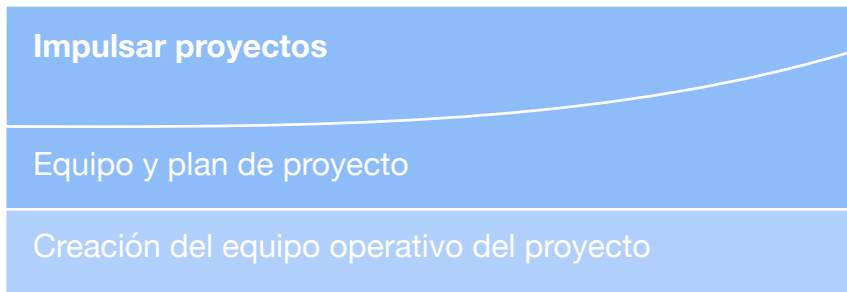 Impulsar proyectos
Equipo y plan de proyecto
Creación del equipo operativo del proyecto